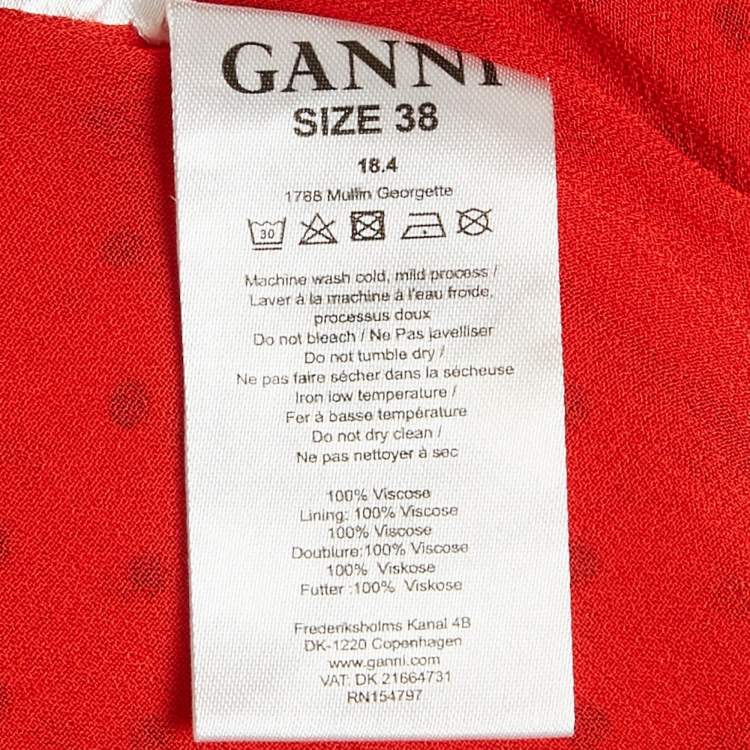 GANNI
SIZE 38
18.4
1788 Mullin Georgette
30
Machine wash cold, mild process /
Laver à la machine à l'eau froide,
processus doux
Do not bleach / Ne Pas javelliser
Do not tumble dry /
Ne pas faire sécher dans la sécheuse
Iron low temperature /
Fer à basse température
Do not dry clean /
Ne pas nettoyer à sec
100% Viscose
Lining: 100% Viscose
100% Viscose
Doublure:100% Viscose
100% Viskose
Futter :100% Viskose
Frederiksholms Kanal 4B
DK-1220 Copenhagen
www.ganni.com
VAT: DK 21664731
RN154797